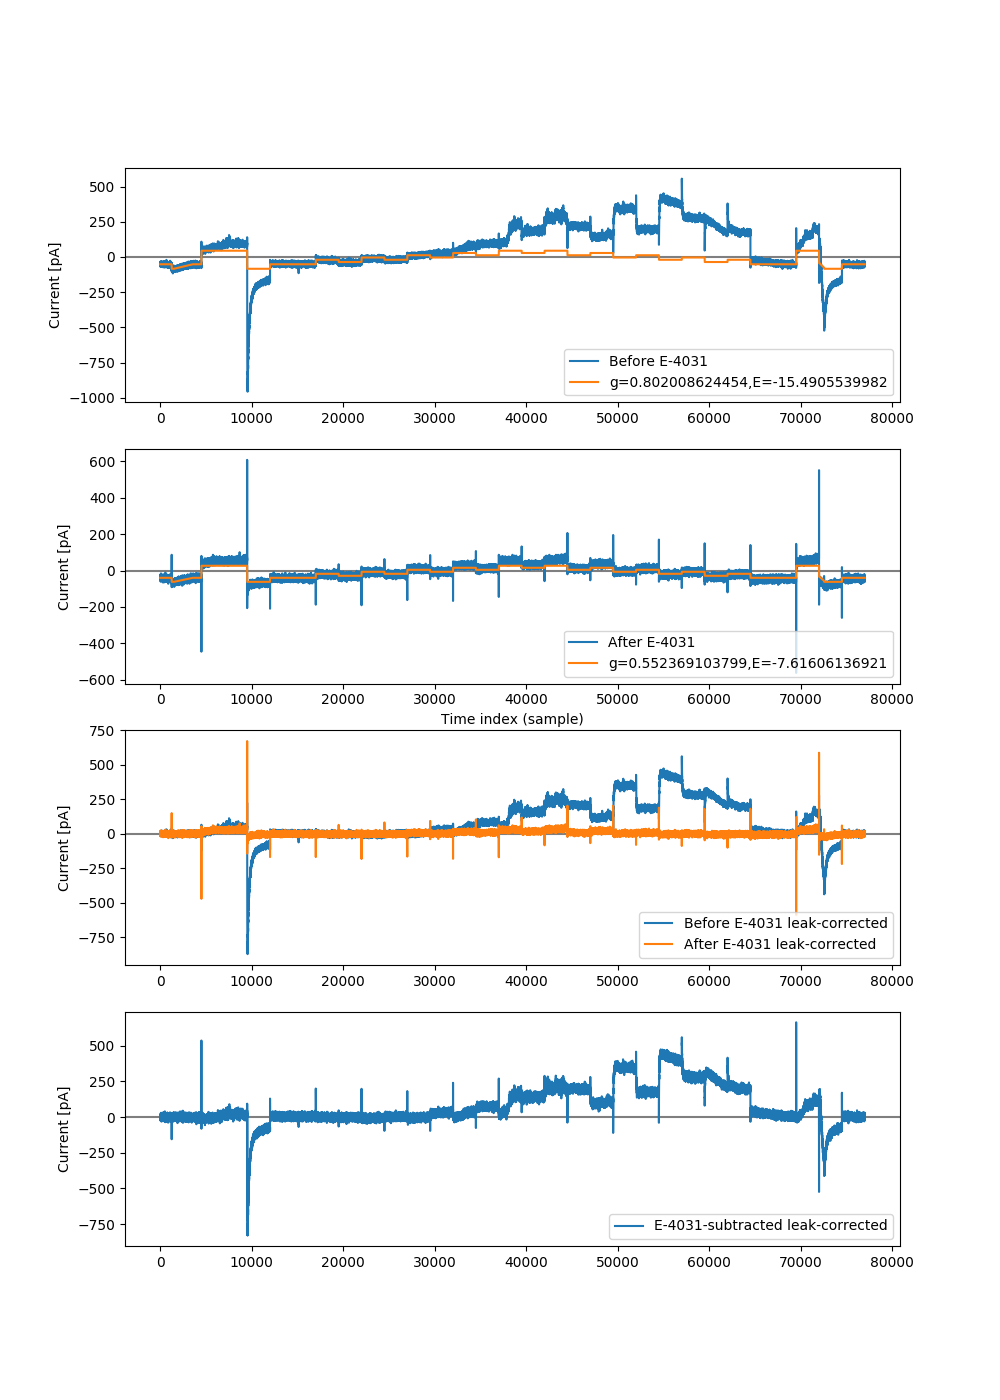 500
250
0
−250
−500
−750
−1000
Current [pA]
Before E-4031
g=0.802008624454,E=-15.4905539982
0 10000 20000 30000 40000 50000 60000 70000 80000
600
400
200
0
−200
−400
−600
Current [pA]
After E-4031
g=0.552369103799,E=-7.61606136921
0 10000 20000 30000 40000 50000 60000 70000 80000
Time index (sample)
750
500
250
0
−250
−500
−750
Current [pA]
Before E-4031 leak-corrected
After E-4031 leak-corrected
0 10000 20000 30000 40000 50000 60000 70000 80000
500
250
0
−250
−500
−750
Current [pA]
E-4031-subtracted leak-corrected
0 10000 20000 30000 40000 50000 60000 70000 80000